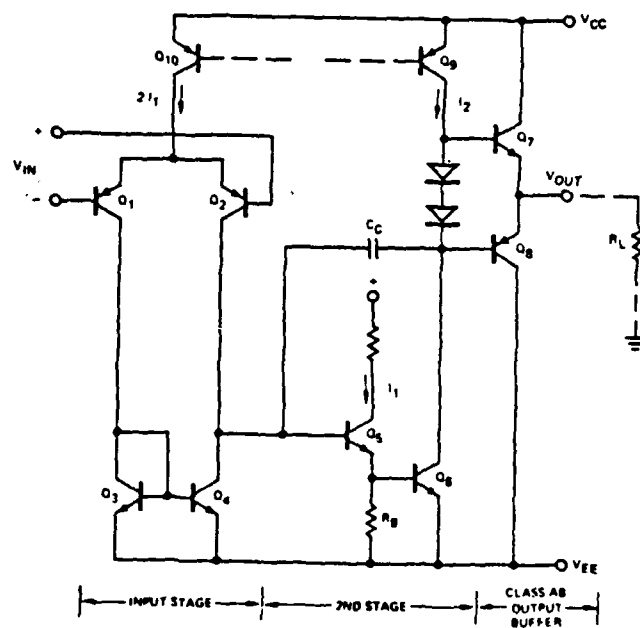 VCC
Q10
Q9
2I1
I2
+
Q7
VIN
VOUT
-
Q1
Q2
CC
Q8
RL
+
I1
Q5
Q3
Q4
Q6
RB
VEE
INPUT STAGE
2ND STAGE
CLASS AB
OUTPUT
BUFFER